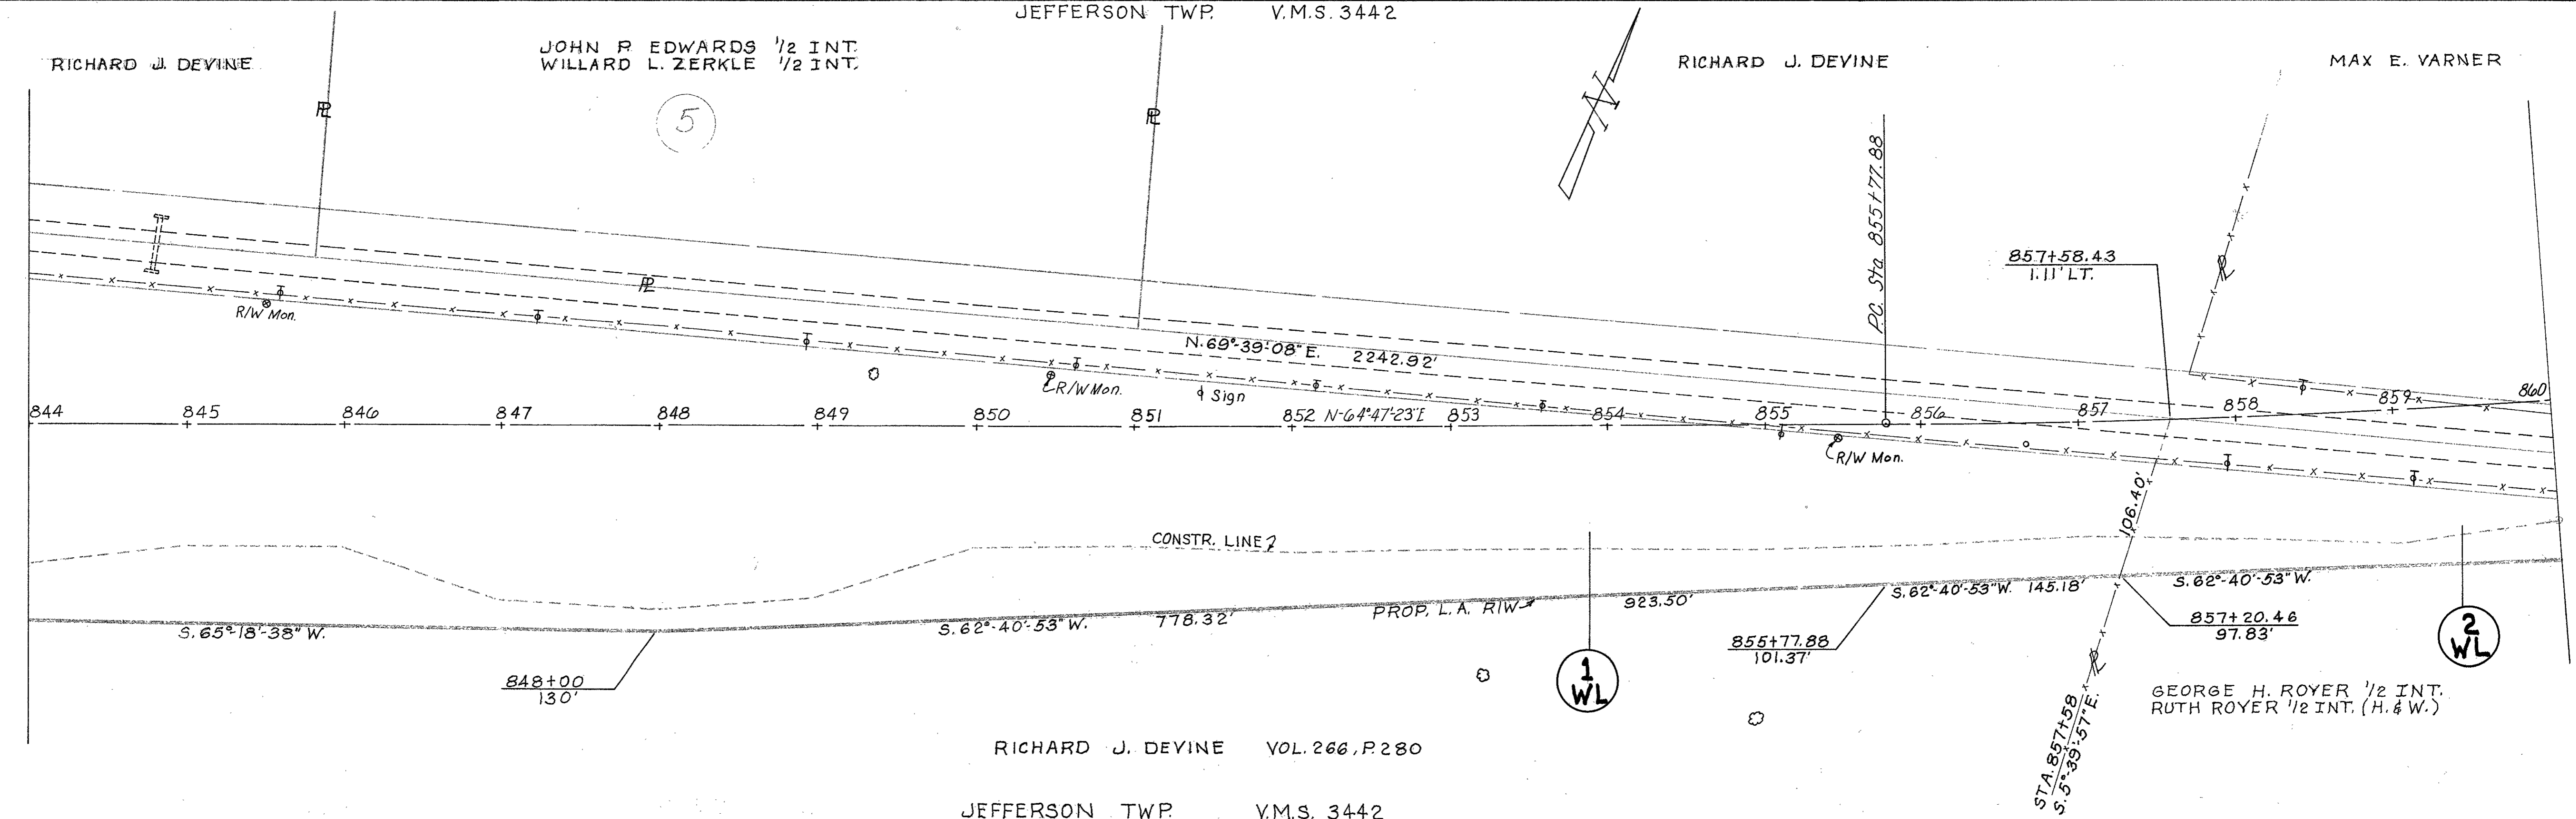 JEFFERSON TWP. V.M.S. 3442
RICHARD J. DEVINE
JOHN P. EDWARDS 1/2 INT.
WILLARD L. ZERKLE 1/2 INT.
RICHARD J. DEVINE
MAX E. VARNER
PL
5
PL
N
P.C. Sta. 855+77.88
857+58.43
1.11' LT.
PL
PL
R/W Mon.
N-69°-39'-08" E. 2242.92'
R/W Mon.
Sign
844 845 846 847 848 849 850 851 852 N-64°47'-23"E 853 854 855 856 857 858 859 860
R/W Mon.
106.40'
CONSTR. LINE
S. 65°-18'-38" W.
S. 62°-40'-53" W. 778.32'
PROP. L.A. R/W
923.50'
S. 62°-40'-53" W. 145.18'
S. 62°-40'-53" W.
848+00
130'
855+77.88
101.37'
857+20.46
97.83'
1
WL
2
WL
PL
STA. 857+58
S. 5°-39'-57" E.
GEORGE H. ROYER 1/2 INT.
RUTH ROYER 1/2 INT. (H. & W.)
RICHARD J. DEVINE VOL. 266, P. 280
JEFFERSON TWP. V.M.S. 3442